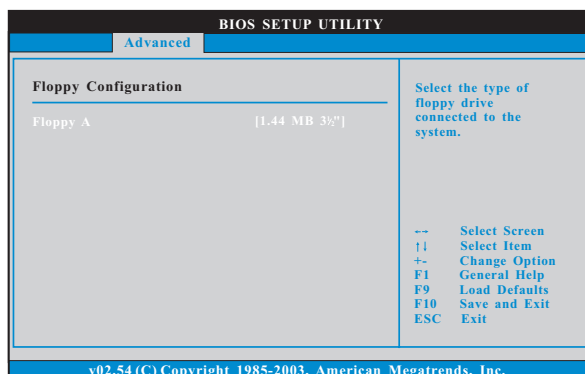 BIOS SETUP UTILITY
Advanced
Floppy Configuration
Floppy A [1.44 MB 3½"]
Select the type of
floppy drive
connected to the
system.
←→ Select Screen
↑↓ Select Item
+- Change Option
F1 General Help
F9 Load Defaults
F10 Save and Exit
ESC Exit
v02.54 (C) Copyright 1985-2003, American Megatrends, Inc.